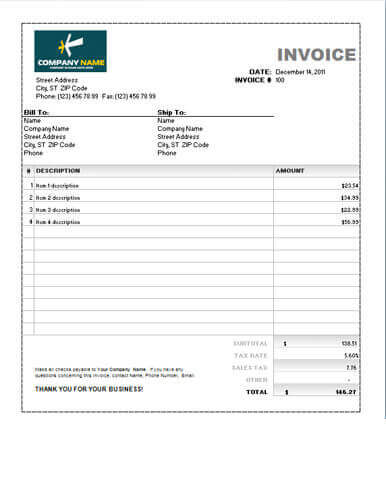 COMPANY NAME
INVOICE
DATE: December 14, 2011
INVOICE # 100
Street Address
City, ST ZIP Code
Phone: (123) 456 78 99 Fax: (123) 456 78 99
Bill To: Ship To:
Name Name
Company Name Company Name
Street Address Street Address
City, ST ZIP Code City, ST ZIP Code
Phone Phone
# DESCRIPTION AMOUNT
1 Item 1 description $23.54
2 Item 2 description $34.99
3 Item 3 description
4 Item 4 description
SUBTOTAL $ 138.51
TAX RATE 5.60%
SALES TAX 7.76
OTHER -
Make all checks payable to Your Company Name. If you have any
questions concerning this invoice, contact Name, Phone Number, Email
THANK YOU FOR YOUR BUSINESS!
TOTAL $ 146.27